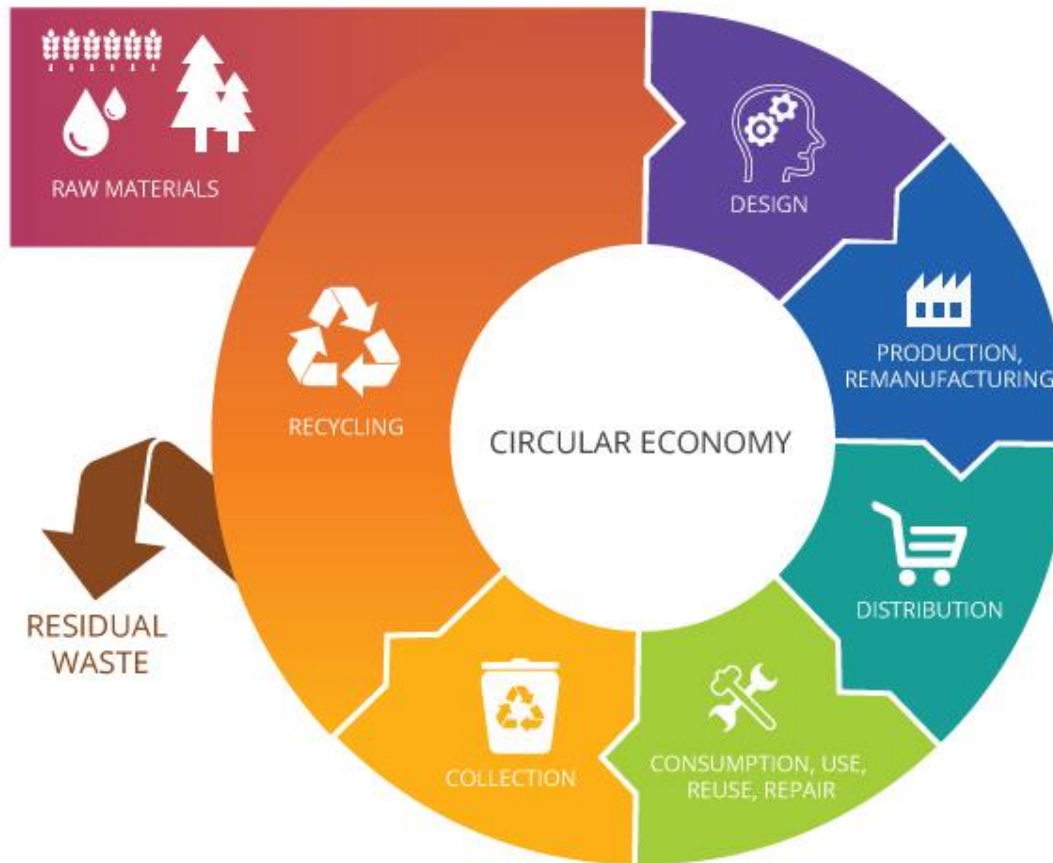 RAW MATERIALS
DESIGN
PRODUCTION,
REMANUFACTURING
RECYCLING
CIRCULAR ECONOMY
DISTRIBUTION
RESIDUAL
WASTE
CONSUMPTION, USE,
REUSE, REPAIR
COLLECTION